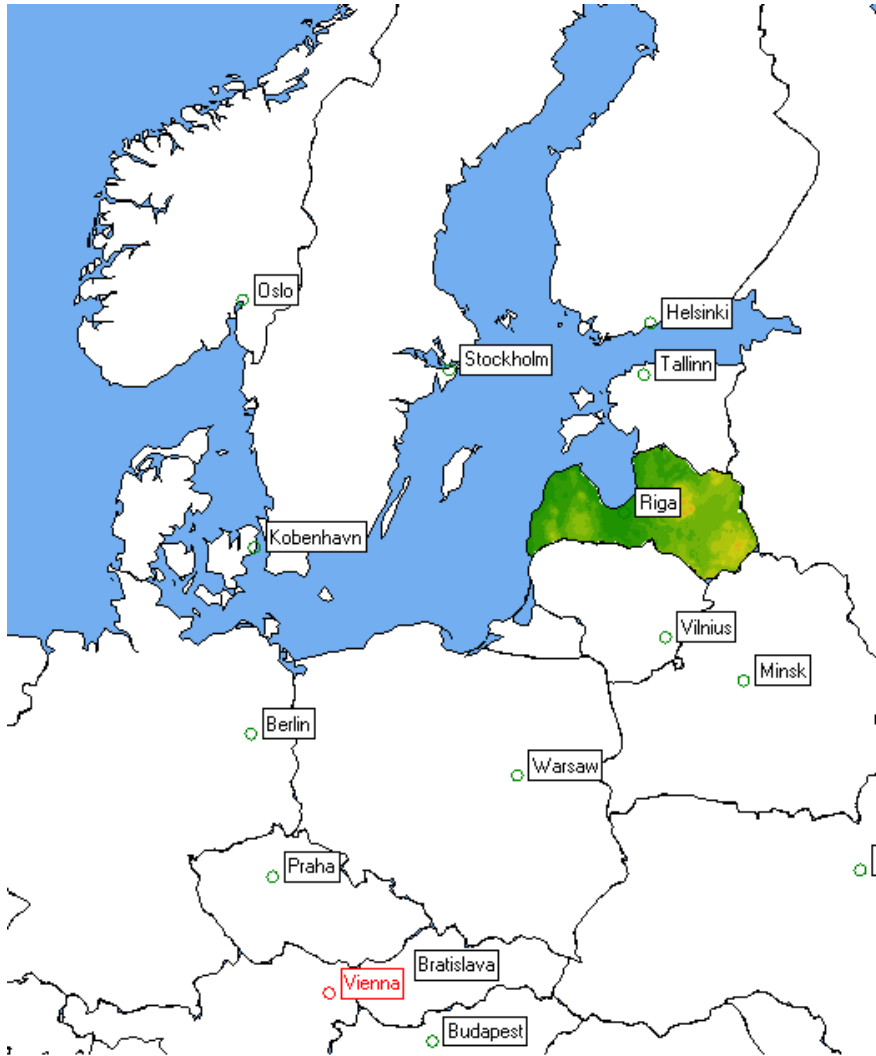 Oslo
Helsinki
Stockholm
Tallinn
Riga
Kobenhavn
Vilnius
Minsk
Berlin
Warsaw
Praha
Bratislava
Vienna
Budapest